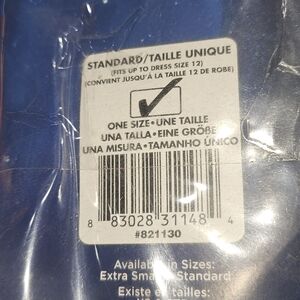 STANDARD/TAILLE UNIQUE
(FITS UP TO DRESS SIZE 12)
(CONVIENT JUSQU'À LA TAILLE 12 DE ROBE)
ONE SIZE•UNE TAILLE
UNA TALLA•EINE GRÖBE
UNA MISURA•TAMANHO ÚNICO
8 83028 31148 4
#821130
Available in Sizes:
Extra Small Standard
Existe en tailles: